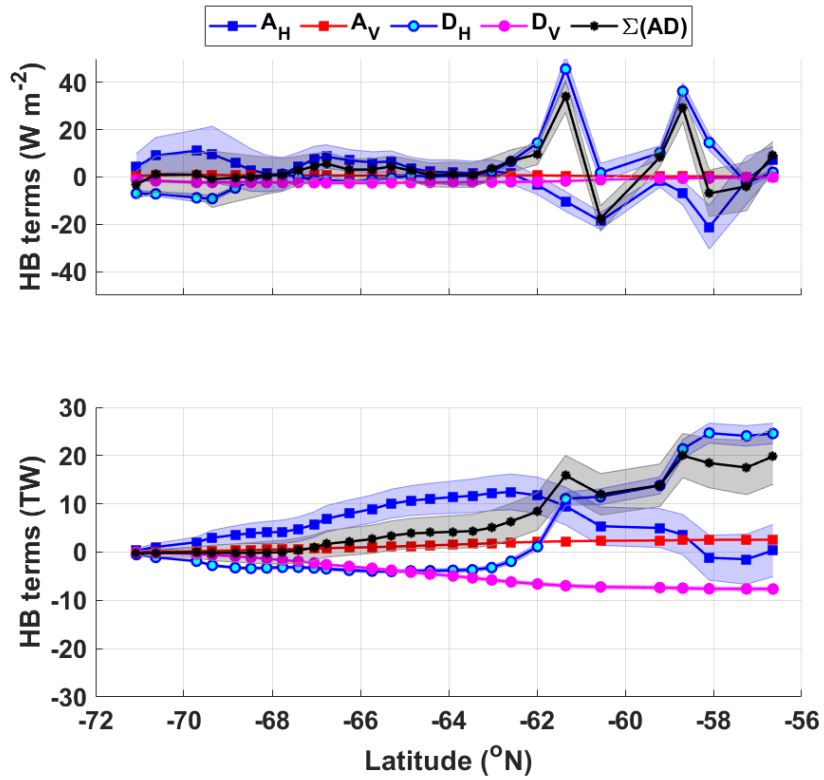 A_H A_V D_H D_V Σ(AD)
HB terms (W m⁻²)
40
20
0
-20
-40
HB terms (TW)
30
20
10
0
-10
-20
-30
-72 -70 -68 -66 -64 -62 -60 -58 -56
Latitude (°N)